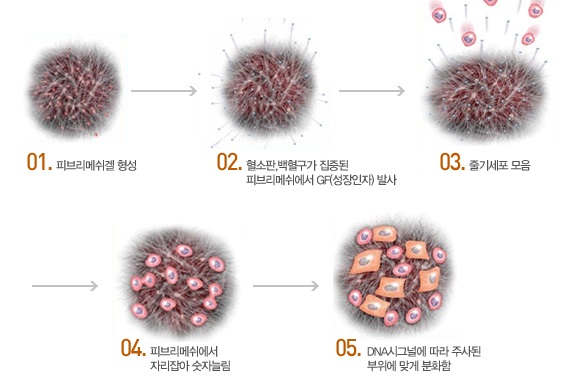 01. 피브리메쉬겔 형성
02. 혈소판,백혈구가 집중된
피브리메쉬에서 GF(성장인자) 발사
03. 줄기세포 모음
04. 피브리메쉬에서
자리잡아 숫자늘림
05. DNA시그널에 따라 주사된
부위에 맞게 분화함